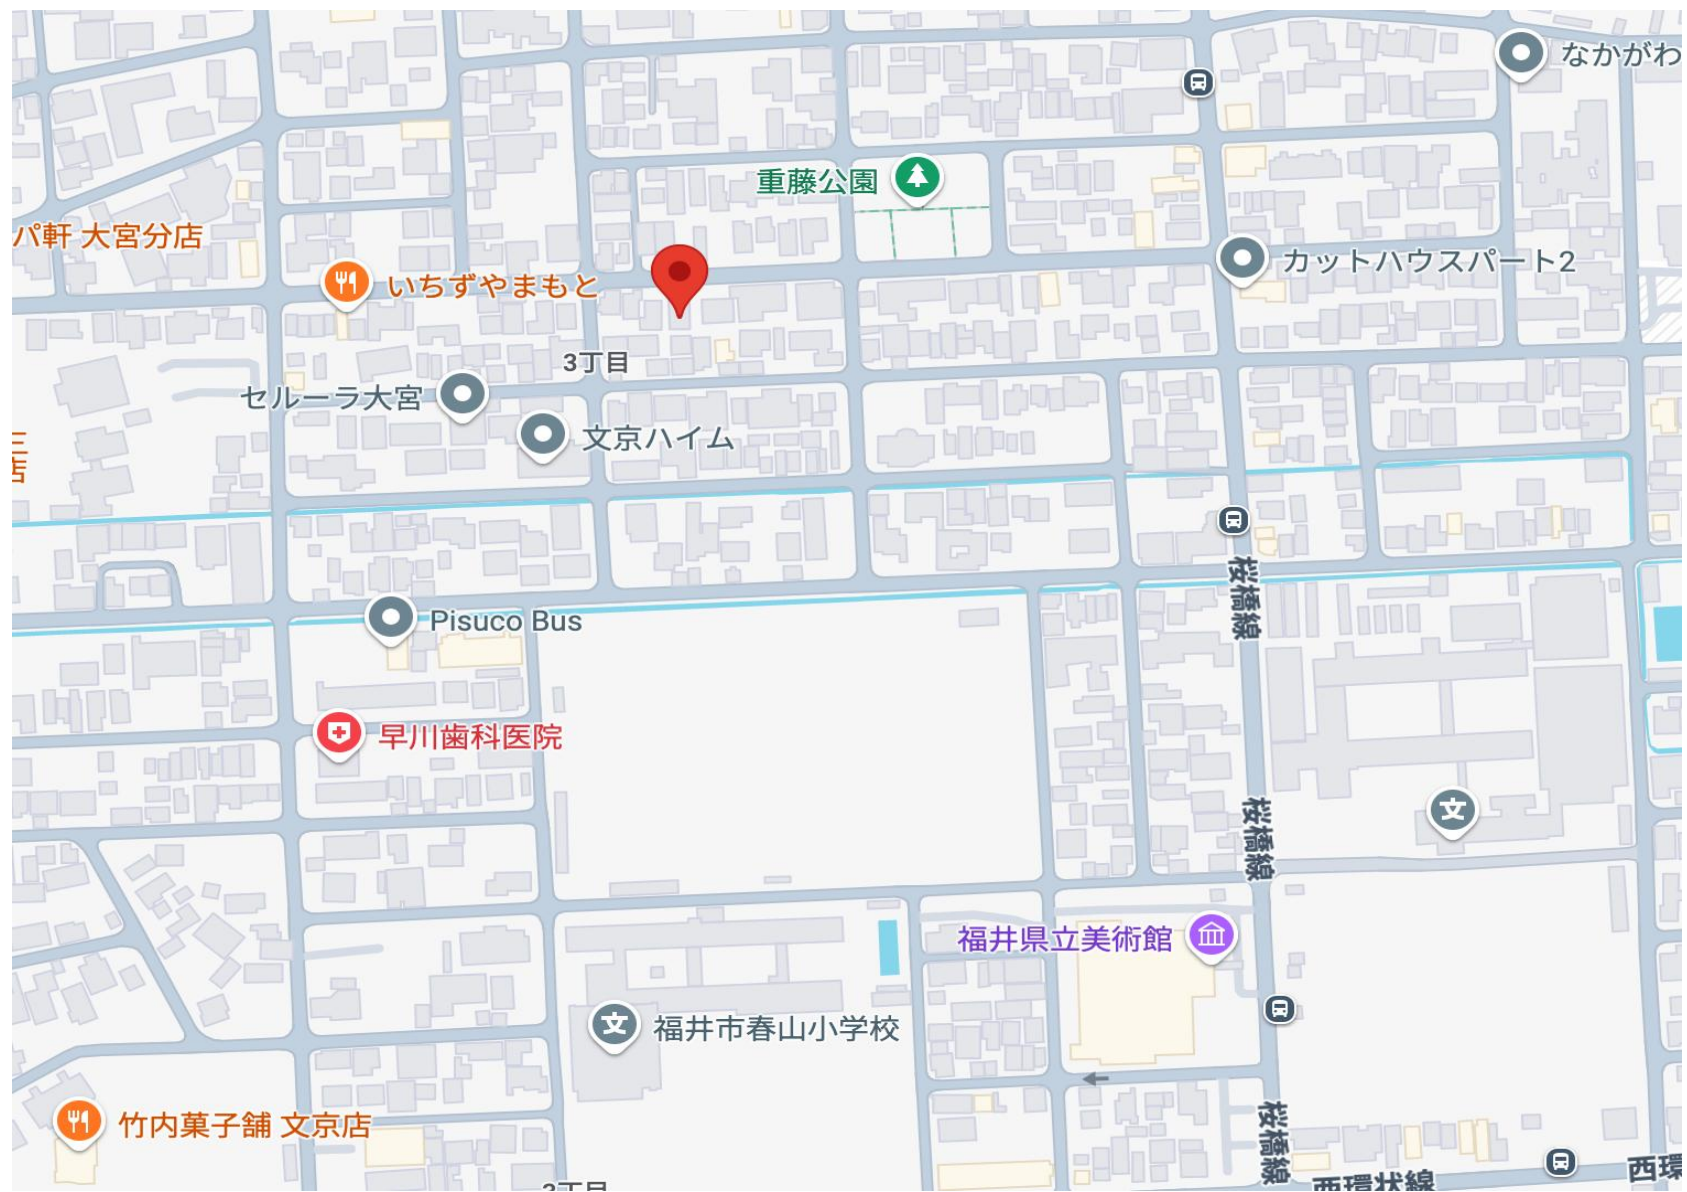 なかがわ
重藤公園
パ軒 大宮分店
カットハウスパート2
いちずやまもと
3丁目
セルーラ大宮
文京ハイム
店
桜橋線
Pisuco Bus
早川歯科医院
文
桜橋線
福井県立美術館
文
福井市春山小学校
竹内菓子舗 文京店
桜橋線
西環
西環状線